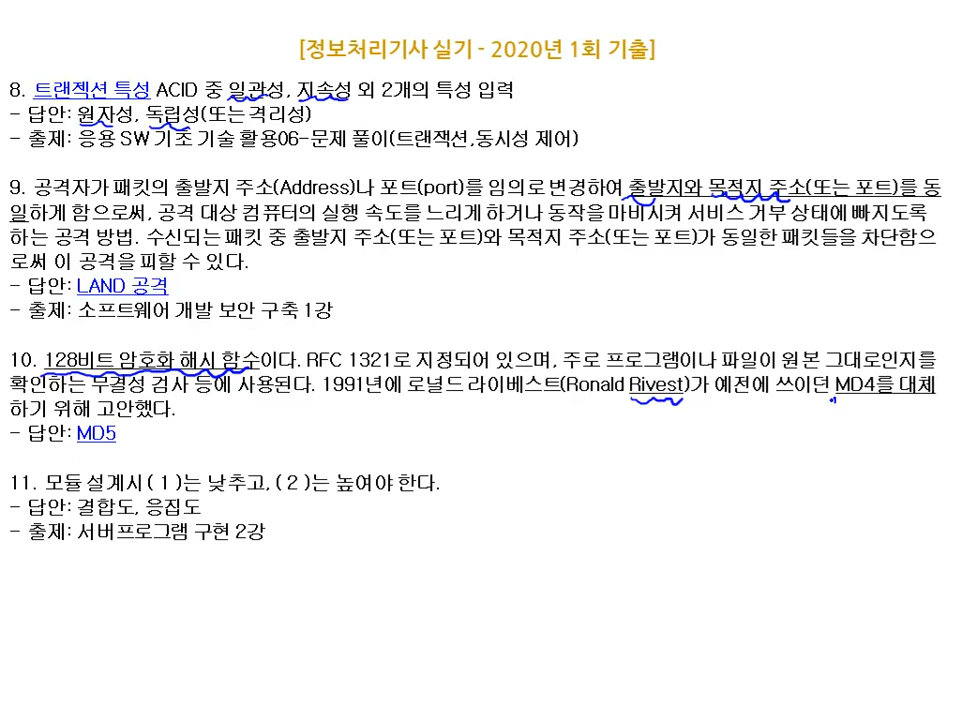 [정보처리기사 실기 - 2020년 1회 기출]
8. 트랜젝션 특성 ACID 중 일관성, 지속성 외 2개의 특성 입력
- 답안: 원자성, 독립성(또는 격리성)
- 출제: 응용 SW 기초 기술 활용06-문제 풀이(트랜잭션,동시성 제어)
9. 공격자가 패킷의 출발지 주소(Address)나 포트(port)를 임의로 변경하여 출발지와 목적지 주소(또는 포트)를 동
일하게 함으로써, 공격 대상 컴퓨터의 실행 속도를 느리게 하거나 동작을 마비시켜 서비스 거부 상태에 빠지도록
하는 공격 방법. 수신되는 패킷 중 출발지 주소(또는 포트)와 목적지 주소(또는 포트)가 동일한 패킷들을 차단함으
로써 이 공격을 피할 수 있다.
- 답안: LAND 공격
- 출제: 소프트웨어 개발 보안 구축 1강
10. 128비트 암호화 해시 함수이다. RFC 1321로 지정되어 있으며, 주로 프로그램이나 파일이 원본 그대로인지를
확인하는 무결성 검사 등에 사용된다. 1991년에 로널드 라이베스트(Ronald Rivest)가 예전에 쓰이던 MD4를 대체
하기 위해 고안했다.
- 답안: MD5
11. 모듈 설계시 ( 1 )는 낮추고, ( 2 )는 높여야 한다.
- 답안: 결합도, 응집도
- 출제: 서버프로그램 구현 2강